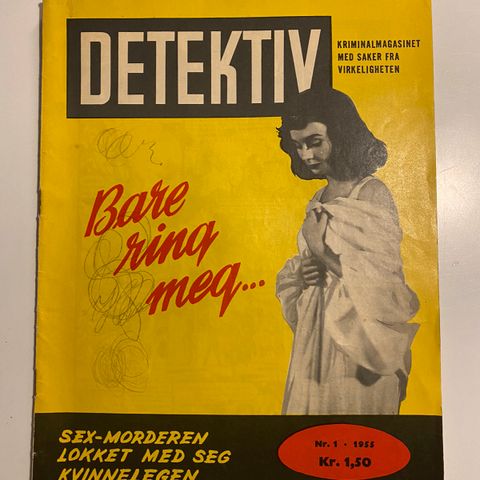 DETEKTIV
KRIMINALMAGASINET
MED SAKER FRA
VIRKELIGHETEN
Bare
ring
meg...
SEX-MORDEREN
LOKKET MED SEG
KVINNELEGEN
Nr. 1 · 1955
Kr. 1,50